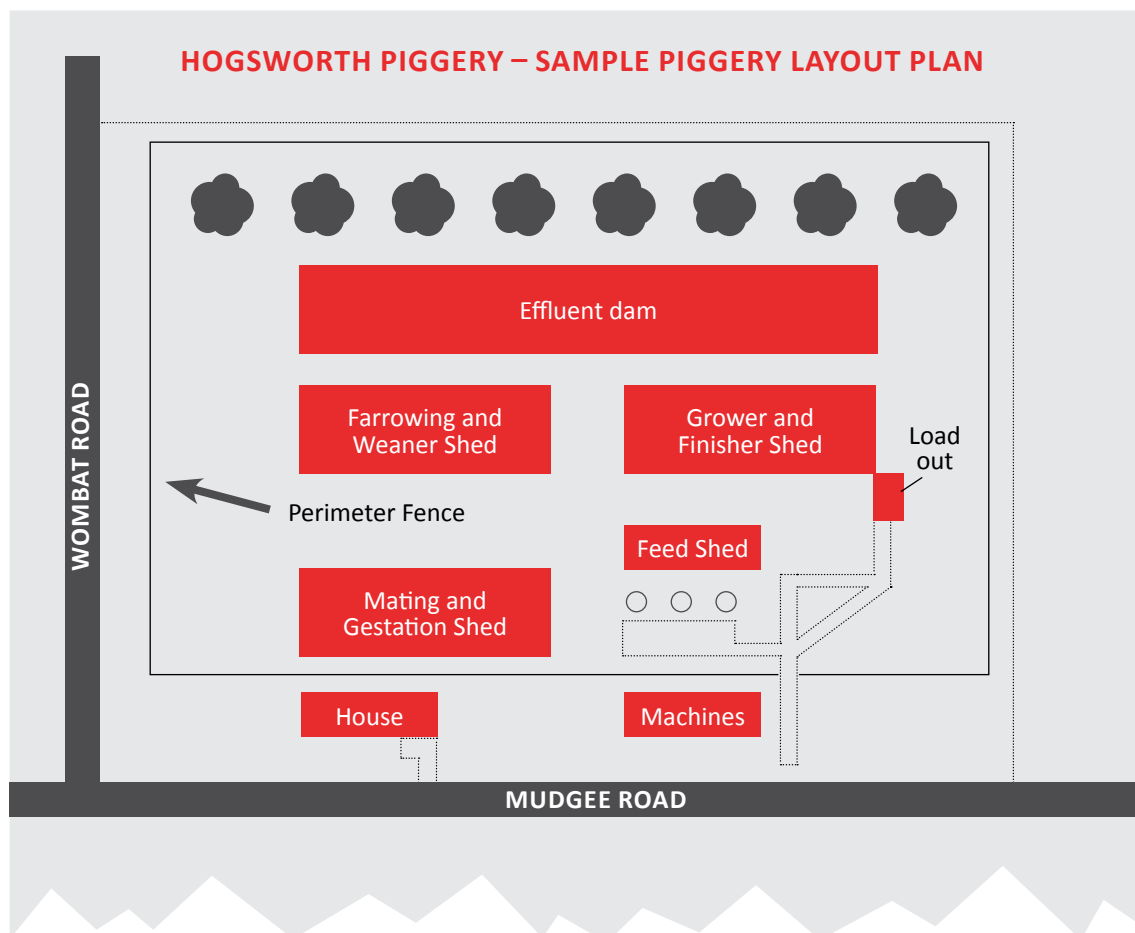 HOGSWORTH PIGGERY – SAMPLE PIGGERY LAYOUT PLAN
WOMBAT ROAD
Effluent dam
Farrowing and
Weaner Shed
Grower and
Finisher Shed
Load
out
Perimeter Fence
Feed Shed
Mating and
Gestation Shed
House
Machines
MUDGEE ROAD